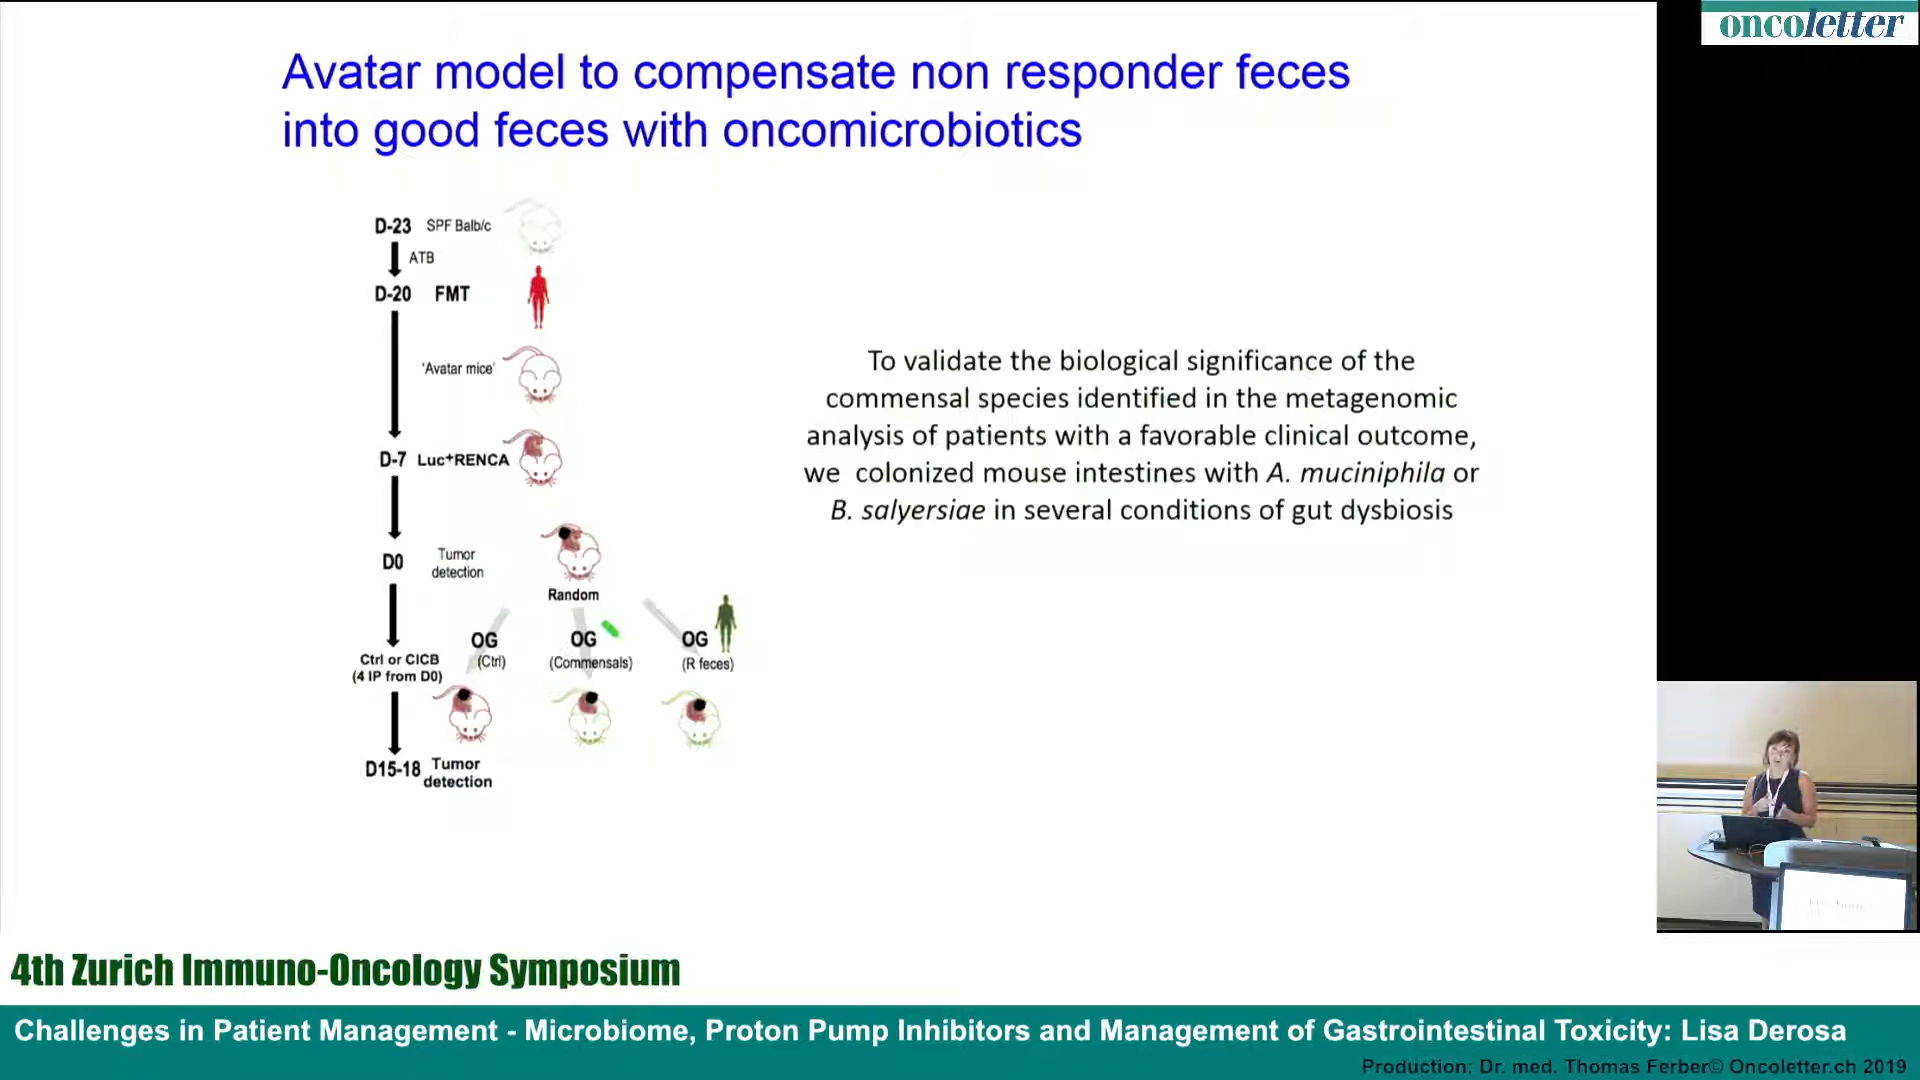 oncoletter
Avatar model to compensate non responder feces
into good feces with oncomicrobiotics
D-23 SPF Balb/c
ATB
D-20 FMT
'Avatar mice'
D-7 Luc+RENCA
D0 Tumor
detection
Random
OG OG OG
(Ctrl) (Commensals) (R feces)
Ctrl or CICB
(4 IP from D0)
D15-18 Tumor
detection
To validate the biological significance of the
commensal species identified in the metagenomic
analysis of patients with a favorable clinical outcome,
we colonized mouse intestines with A. muciniphila or
B. salyersiae in several conditions of gut dysbiosis
4th Zurich Immuno-Oncology Symposium
Challenges in Patient Management - Microbiome, Proton Pump Inhibitors and Management of Gastrointestinal Toxicity: Lisa Derosa
Production: Dr. med. Thomas Ferber© Oncoletter.ch 2019